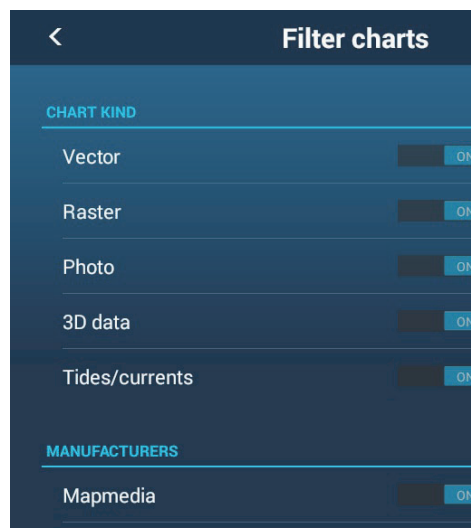 Filter charts
CHART KIND
Vector ON
Raster ON
Photo ON
3D data ON
Tides/currents ON
MANUFACTURERS
Mapmedia ON